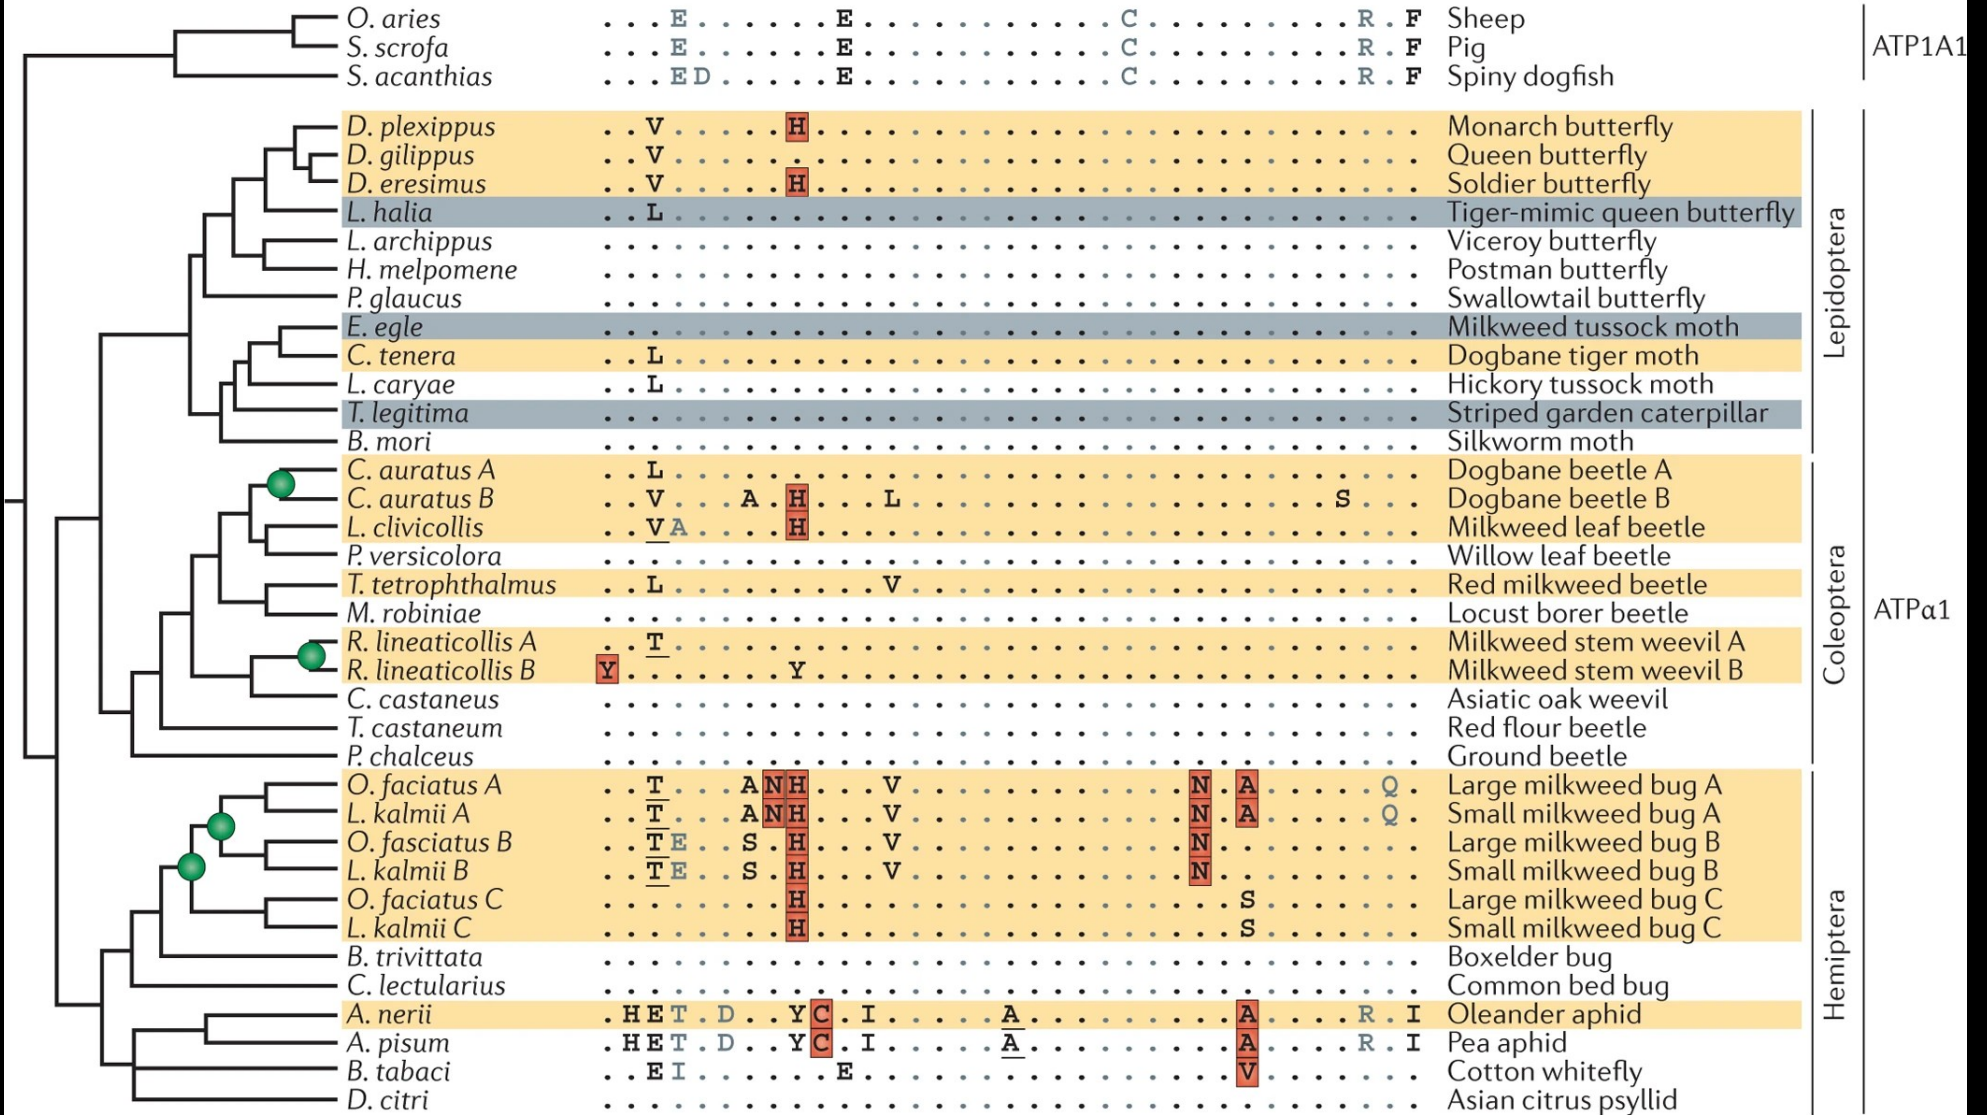 O. aries . . . E . . . . . . E . . . . . . . . . . . C . . . . . . . . . R . F Sheep
S. scrofa . . . E . . . . . . E . . . . . . . . . . . C . . . . . . . . . R . F Pig
S. acanthias . . . E D . . . . . E . . . . . . . . . . . C . . . . . . . . . R . F Spiny dogfish
ATP1A1
D. plexippus . . V . . . . . H . . . . . . . . . . . . . . . . . . . . . . . . . . Monarch butterfly
D. gilippus . . V . . . . . . . . . . . . . . . . . . . . . . . . . . . . . . . . Queen butterfly
D. eresimus . . V . . . . . H . . . . . . . . . . . . . . . . . . . . . . . . . . Soldier butterfly
L. halia . . L . . . . . . . . . . . . . . . . . . . . . . . . . . . . . . . . Tiger-mimic queen butterfly
L. archippus . . . . . . . . . . . . . . . . . . . . . . . . . . . . . . . . . . . Viceroy butterfly
H. melpomene . . . . . . . . . . . . . . . . . . . . . . . . . . . . . . . . . . . Postman butterfly
P. glaucus . . . . . . . . . . . . . . . . . . . . . . . . . . . . . . . . . . . Swallowtail butterfly
E. egle . . . . . . . . . . . . . . . . . . . . . . . . . . . . . . . . . . . Milkweed tussock moth
C. tenera . . L . . . . . . . . . . . . . . . . . . . . . . . . . . . . . . . . Dogbane tiger moth
L. caryae . . L . . . . . . . . . . . . . . . . . . . . . . . . . . . . . . . . Hickory tussock moth
T. legitima . . . . . . . . . . . . . . . . . . . . . . . . . . . . . . . . . . . Striped garden caterpillar
B. mori . . . . . . . . . . . . . . . . . . . . . . . . . . . . . . . . . . . Silkworm moth
Lepidoptera
C. auratus A . . L . . . . . . . . . . . . . . . . . . . . . . . . . . . . . . . . Dogbane beetle A
C. auratus B . . V . . . A . H . . . L . . . . . . . . . . . . . . . . . . S . . . Dogbane beetle B
L. clivicollis . . V A . . . . H . . . . . . . . . . . . . . . . . . . . . . . . . . Milkweed leaf beetle
P. versicolora . . . . . . . . . . . . . . . . . . . . . . . . . . . . . . . . . . . Willow leaf beetle
T. tetrophthalmus . . L . . . . . . . . . V . . . . . . . . . . . . . . . . . . . . . . Red milkweed beetle
M. robiniae . . . . . . . . . . . . . . . . . . . . . . . . . . . . . . . . . . . Locust borer beetle
R. lineaticollis A . . T . . . . . . . . . . . . . . . . . . . . . . . . . . . . . . . . Milkweed stem weevil A
R. lineaticollis B Y . . . . . . . Y . . . . . . . . . . . . . . . . . . . . . . . . . . Milkweed stem weevil B
C. castaneus . . . . . . . . . . . . . . . . . . . . . . . . . . . . . . . . . . . Asiatic oak weevil
T. castaneum . . . . . . . . . . . . . . . . . . . . . . . . . . . . . . . . . . . Red flour beetle
P. chalceus . . . . . . . . . . . . . . . . . . . . . . . . . . . . . . . . . . . Ground beetle
Coleoptera
ATPα1
O. faciatus A . . T . . . A N H . . . V . . . . . . . . . . . . N . A . . . . . Q . Large milkweed bug A
L. kalmii A . . T . . . A N H . . . V . . . . . . . . . . . . N . A . . . . . Q . Small milkweed bug A
O. fasciatus B . . T E . . S . H . . . V . . . . . . . . . . . . N . . . . . . . . . Large milkweed bug B
L. kalmii B . . T E . . S . H . . . V . . . . . . . . . . . . N . . . . . . . . . Small milkweed bug B
O. faciatus C . . . . . . . . H . . . . . . . . . . . . . . . . . . S . . . . . . . Large milkweed bug C
L. kalmii C . . . . . . . . H . . . . . . . . . . . . . . . . . . S . . . . . . . Small milkweed bug C
B. trivittata . . . . . . . . . . . . . . . . . . . . . . . . . . . . . . . . . . . Boxelder bug
C. lectularius . . . . . . . . . . . . . . . . . . . . . . . . . . . . . . . . . . . Common bed bug
A. nerii . H E T . D . . Y C . I . . . . . A . . . . . . . . . A . . . . R . I Oleander aphid
A. pisum . H E T . D . . Y C . I . . . . . A . . . . . . . . . A . . . . R . I Pea aphid
B. tabaci . . E I . . . . . . E . . . . . . . . . . . . . . . . V . . . . . . . Cotton whitefly
D. citri . . . . . . . . . . . . . . . . . . . . . . . . . . . . . . . . . . . Asian citrus psyllid
Hemiptera